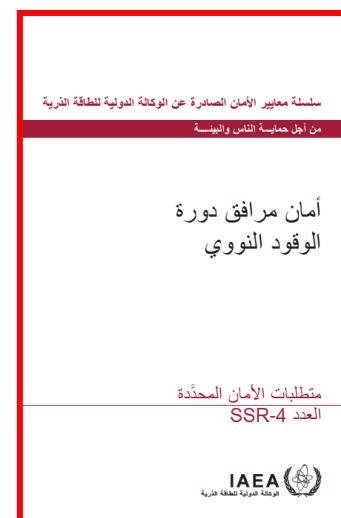 سلسلة معايير الأمان الصادرة عن الوكالة الدولية للطاقة الذرية
من أجل حمايـــة الناس والبيئـــة
أمان مرافق دورة
الوقود النووي
متطلبات الأمان المحدَّدة
العدد SSR-4
IAEA
الوكالة الدولية للطاقة الذرية